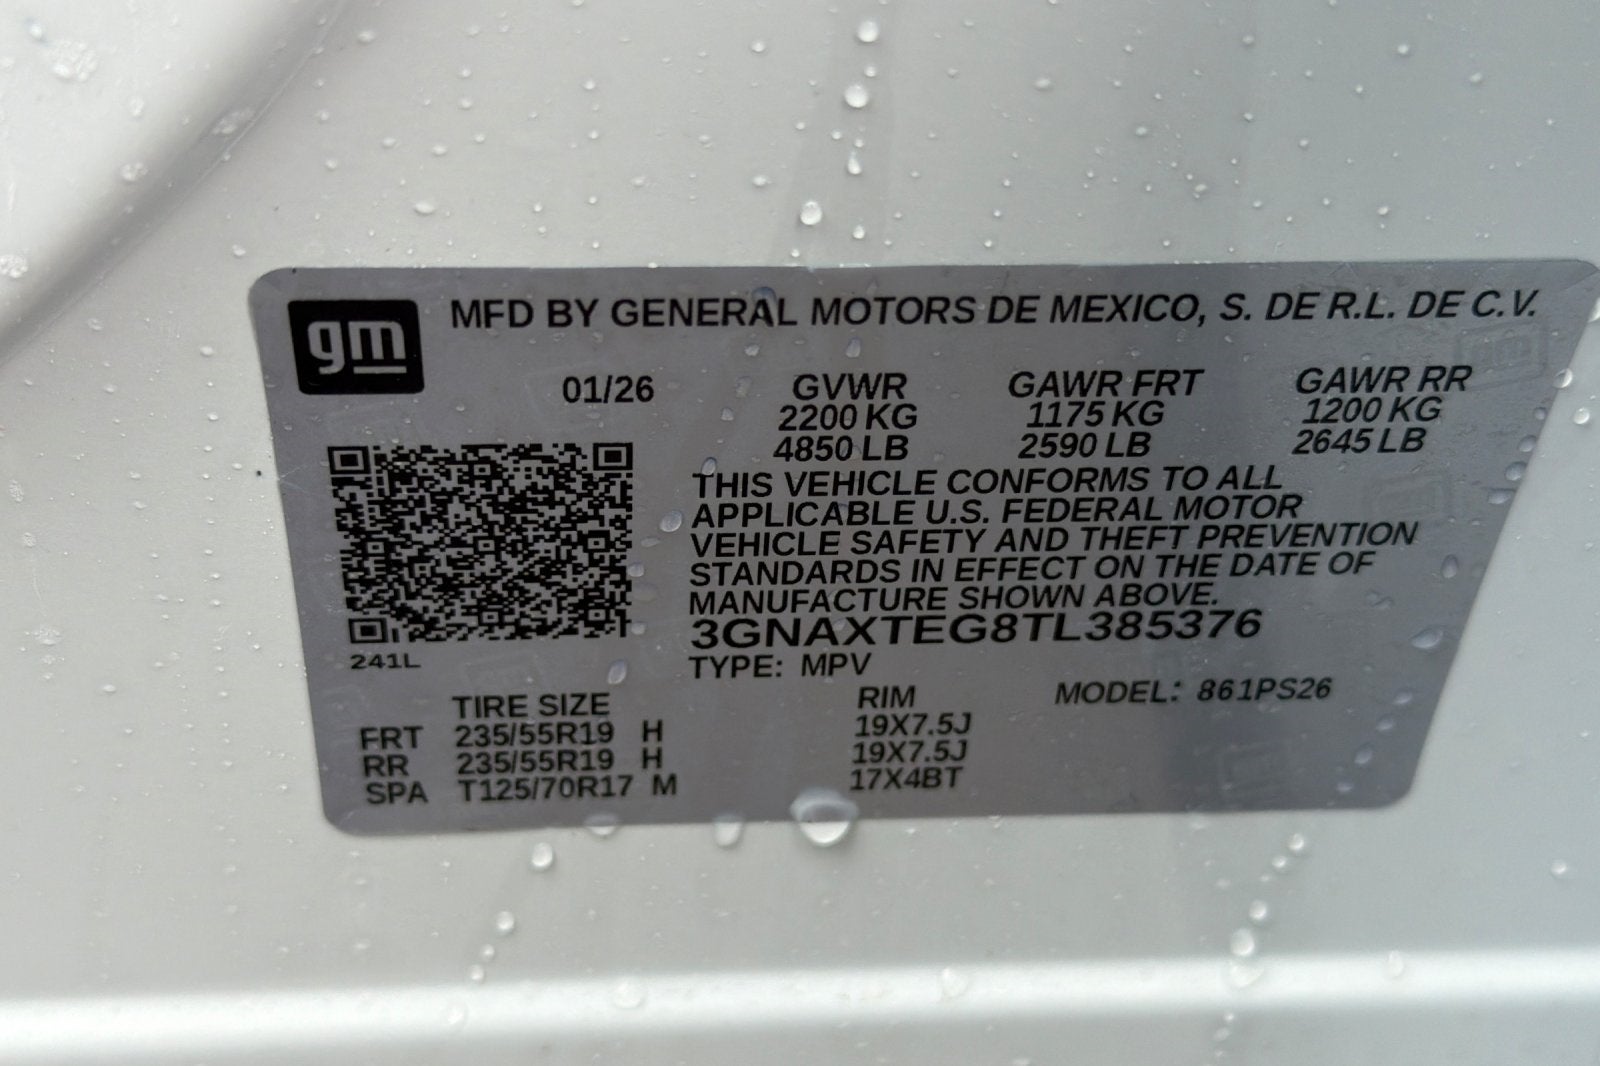 gm MFD BY GENERAL MOTORS DE MEXICO, S. DE R.L. DE C.V.
01/26 GVWR GAWR FRT GAWR RR
2200 KG 1175 KG 1200 KG
4850 LB 2590 LB 2645 LB
THIS VEHICLE CONFORMS TO ALL
APPLICABLE U.S. FEDERAL MOTOR
VEHICLE SAFETY AND THEFT PREVENTION
STANDARDS IN EFFECT ON THE DATE OF
MANUFACTURE SHOWN ABOVE.
3GNAXTEG8TL385376
241L TYPE: MPV
TIRE SIZE RIM MODEL: 861PS26
FRT 235/55R19 H 19X7.5J
RR 235/55R19 H 19X7.5J
SPA T125/70R17 M 17X4BT